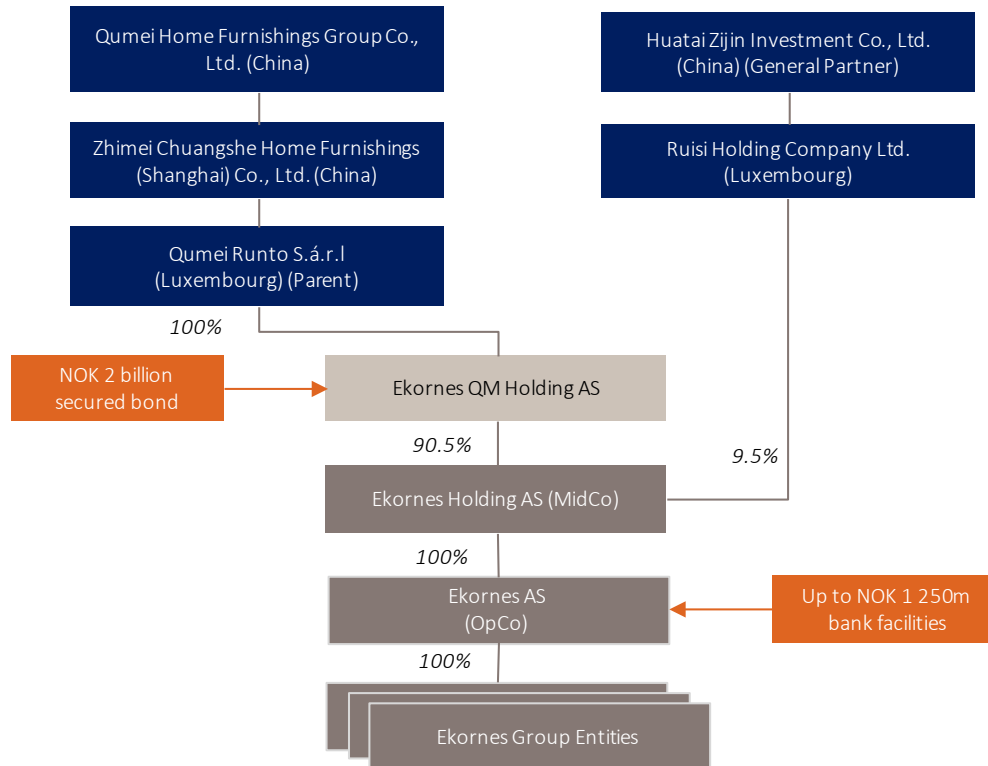 Qumei Home Furnishings Group Co.,
Ltd. (China)
Huatai Zijin Investment Co., Ltd.
(China) (General Partner)
Zhimei Chuangshe Home Furnishings
(Shanghai) Co., Ltd. (China)
Ruisi Holding Company Ltd.
(Luxembourg)
Qumei Runto S.á.r.l
(Luxembourg) (Parent)
100%
NOK 2 billion
secured bond
Ekornes QM Holding AS
90.5%
9.5%
Ekornes Holding AS (MidCo)
100%
Ekornes AS
(OpCo)
Up to NOK 1 250m
bank facilities
100%
Ekornes Group Entities